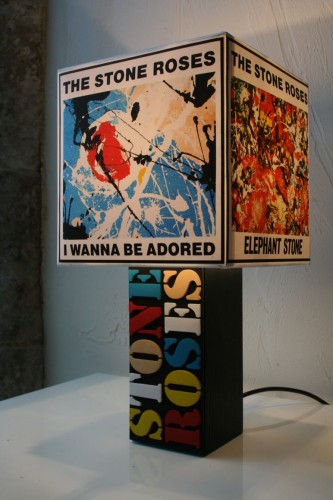 THE STONE ROSES
I WANNA BE ADORED
THE STONE ROSES
ELEPHANT STONE
STONE
ROSES